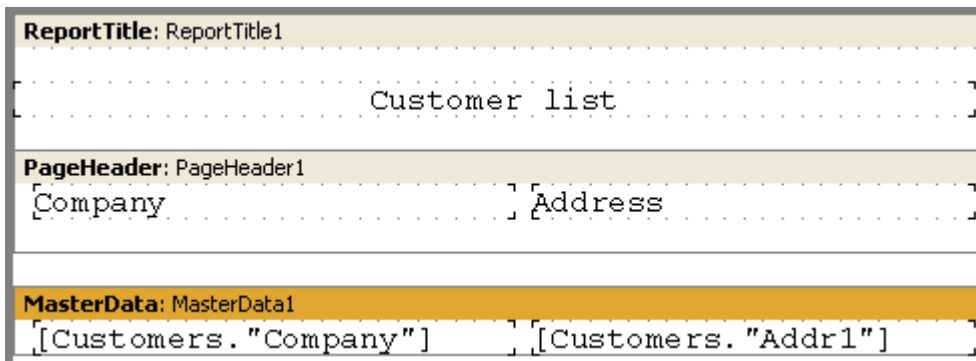 ReportTitle: ReportTitle1
Customer list
PageHeader: PageHeader1
Company Address
MasterData: MasterData1
[Customers."Company"] [Customers."Addr1"]